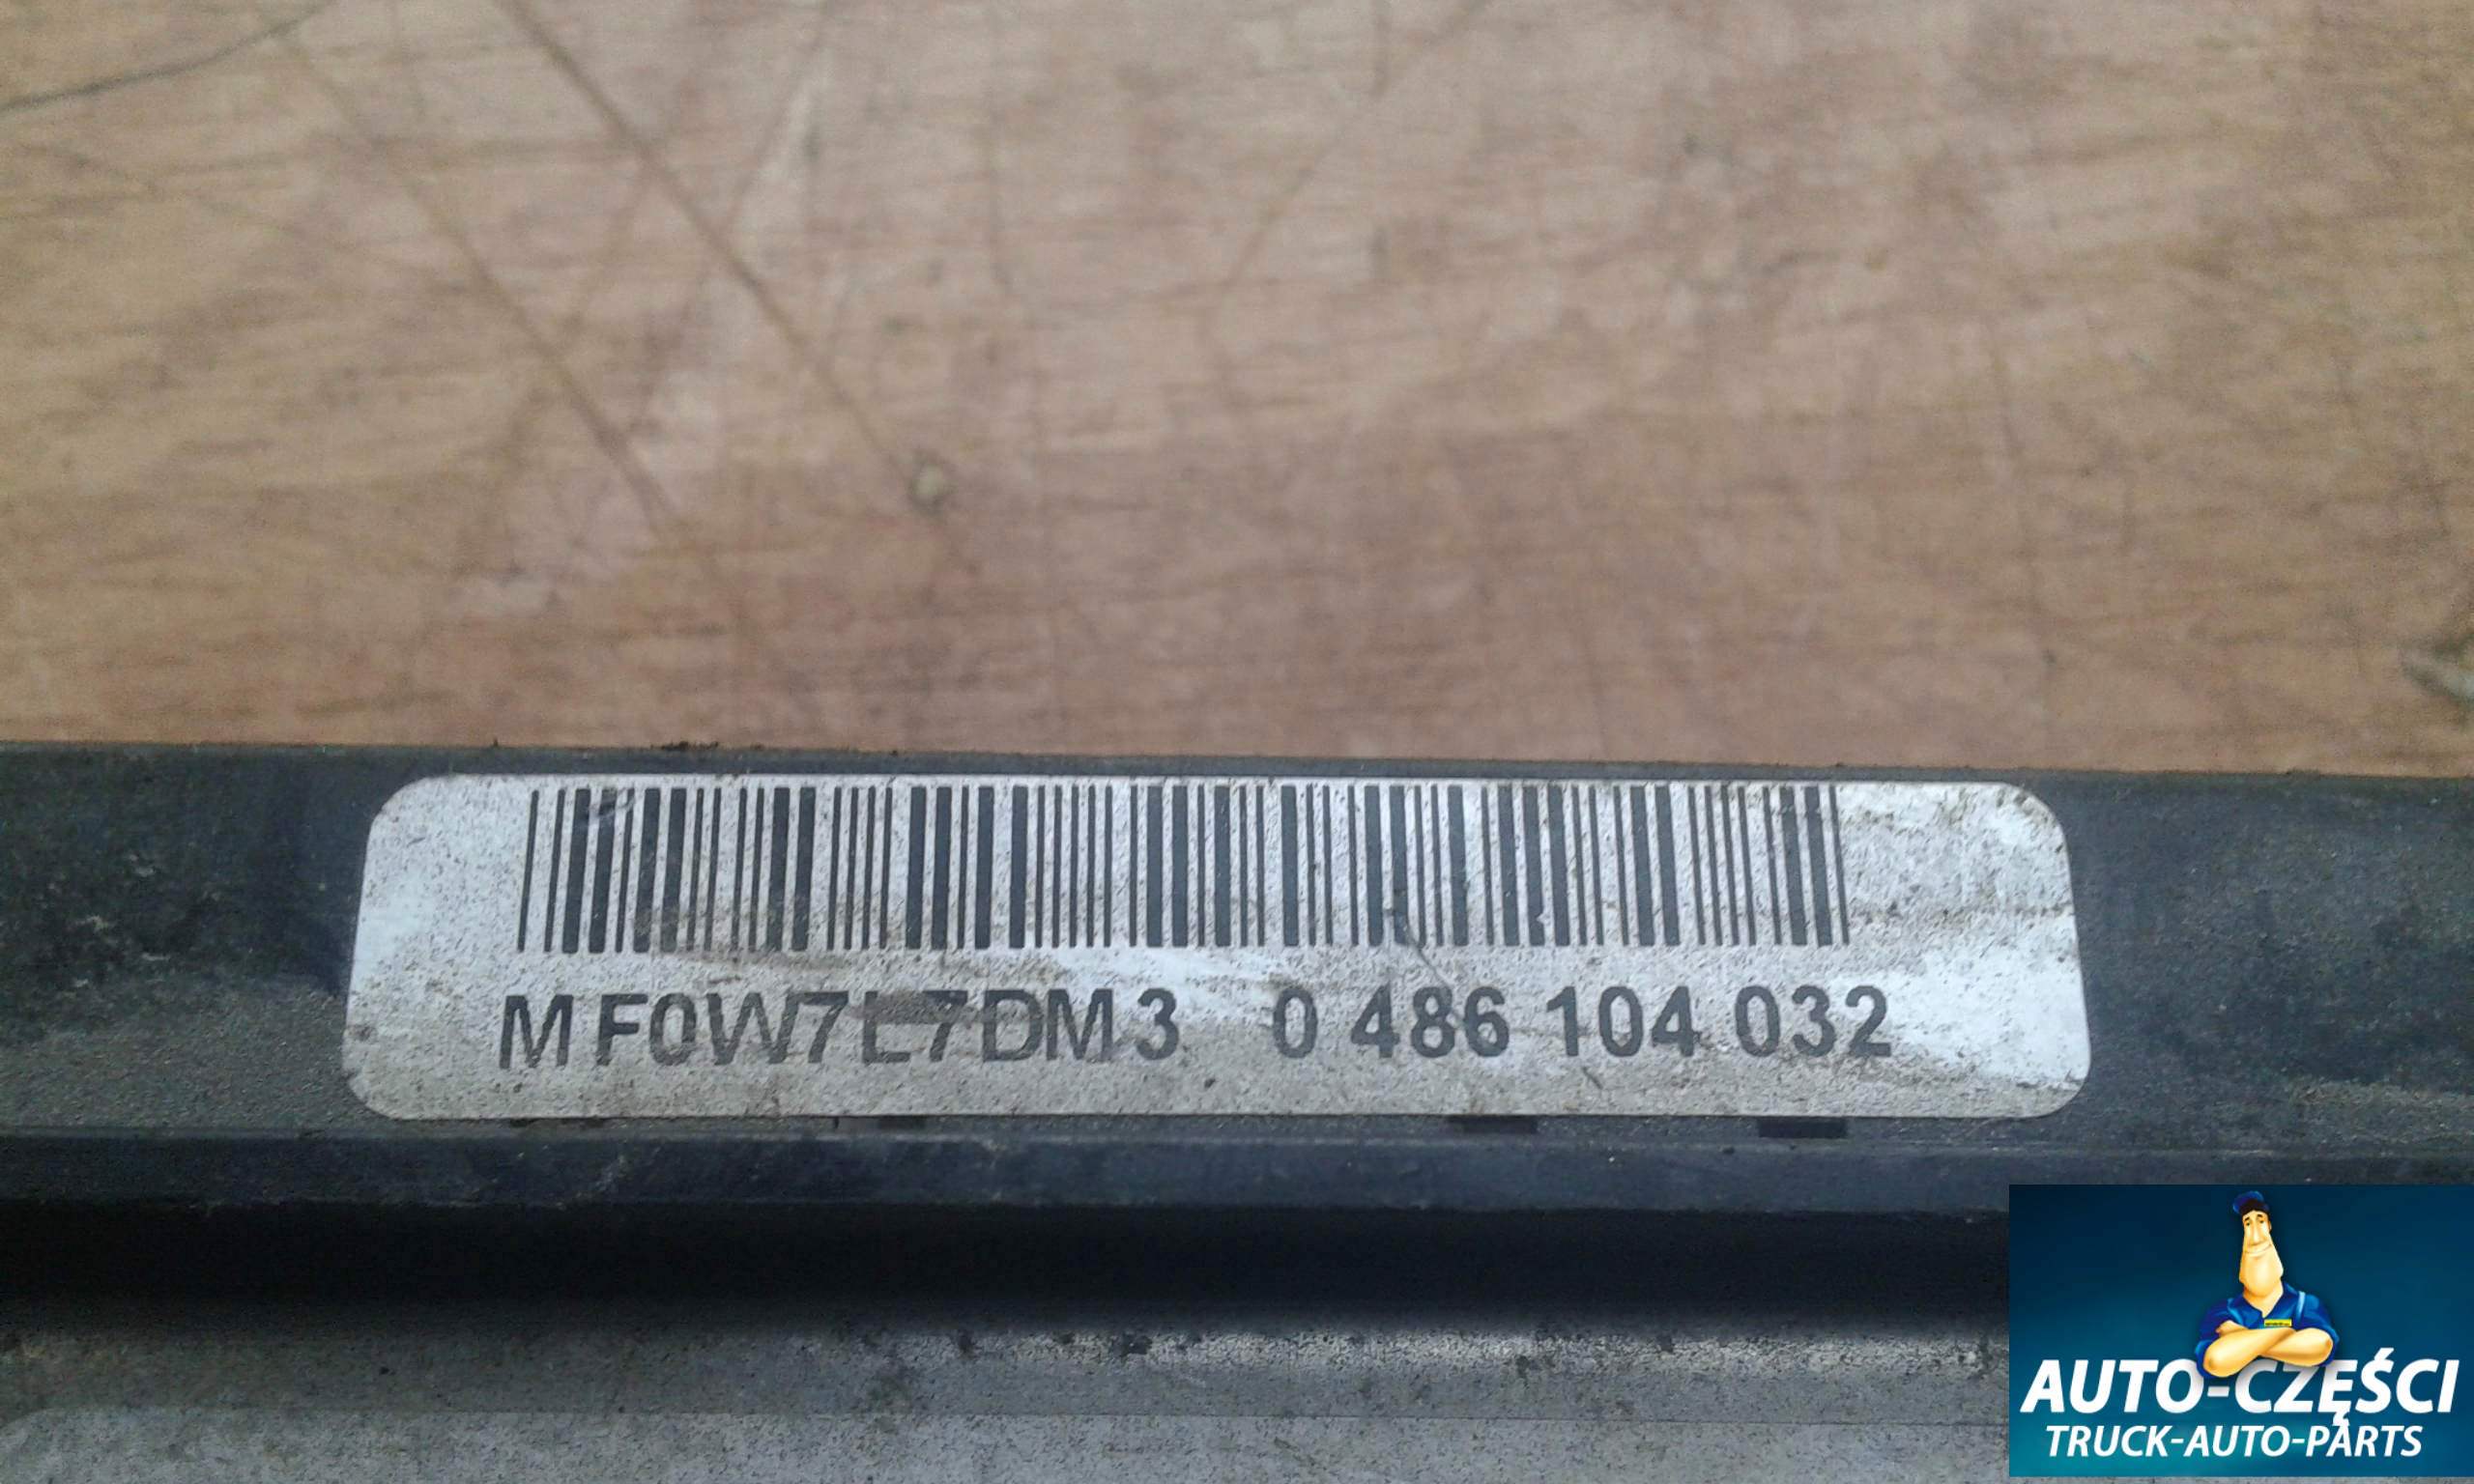 MF0W7L7DM3 0 486 104 032
AUTO-CZĘŚCI
TRUCK-AUTO-PARTS